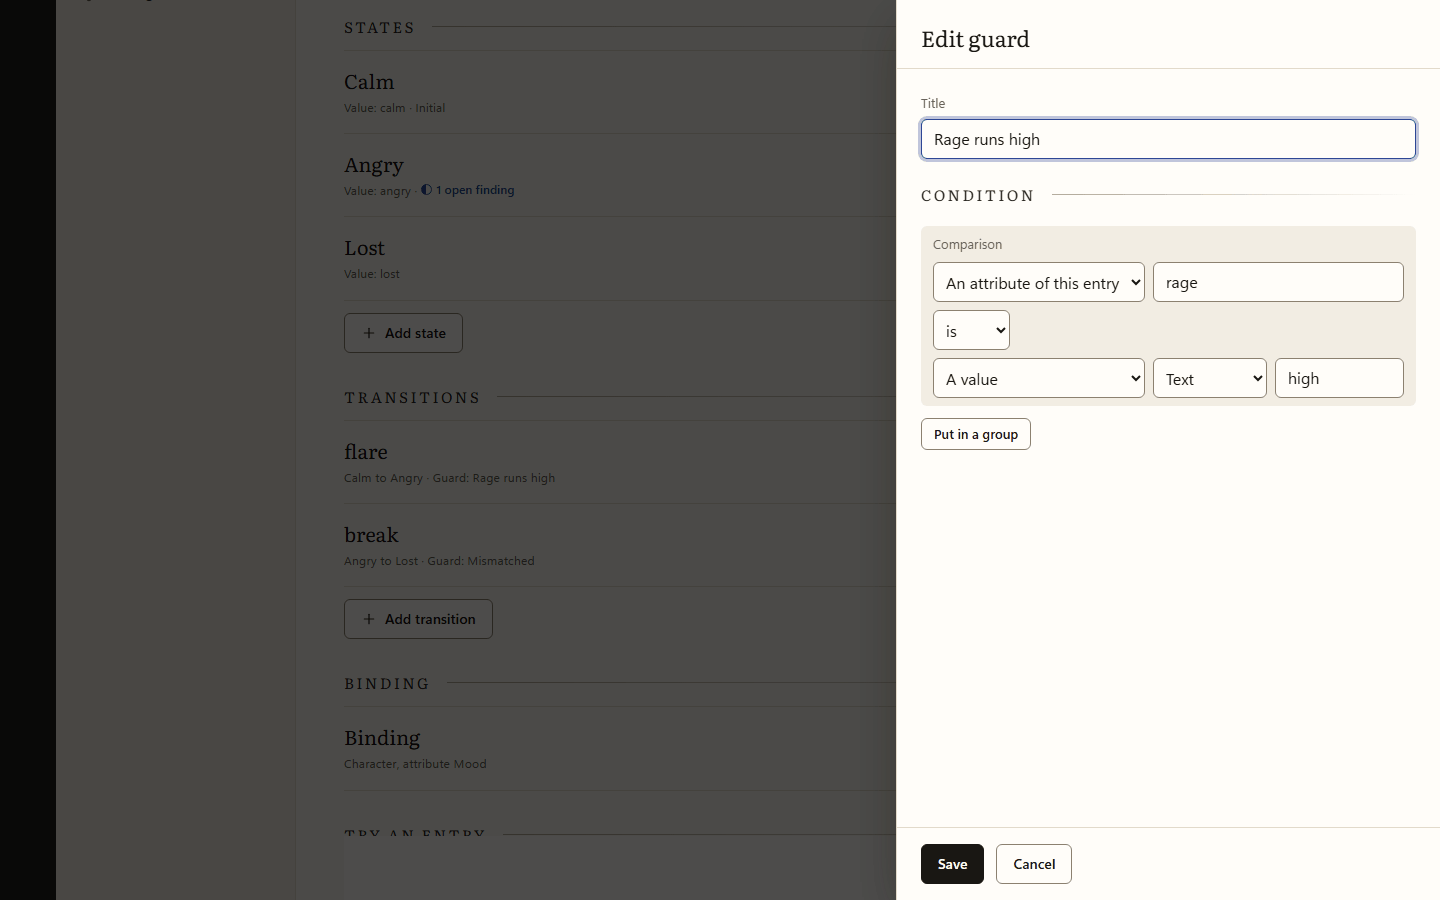 STATES
Calm
Value: calm · Initial
Angry
Value: angry · 1 open finding
Lost
Value: lost
Add state
TRANSITIONS
flare
Calm to Angry · Guard: Rage runs high
break
Angry to Lost · Guard: Mismatched
Add transition
BINDING
Binding
Character, attribute Mood
TRY AN ENTRY
Edit guard
Title
Rage runs high
CONDITION
Comparison
An attribute of this entry rage
is
A value Text high
Put in a group
Save Cancel